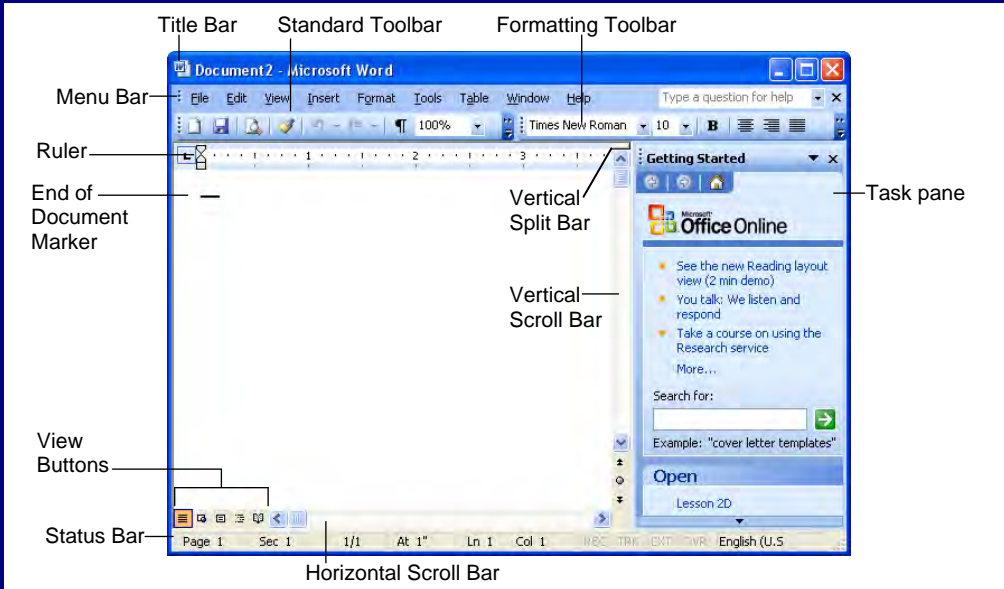 Title Bar Standard Toolbar Formatting Toolbar
Document2 - Microsoft Word
Menu Bar
File Edit View Insert Format Tools Table Window Help Type a question for help
100% Times New Roman 10 B
Ruler
1 2 3
Getting Started
End of
Document
Marker
Vertical
Split Bar
Task pane
Microsoft
Office Online
See the new Reading layout
view (2 min demo)
You talk: We listen and
respond
Take a course on using the
Research service
More...
Vertical
Scroll Bar
Search for:
Example: "cover letter templates"
View
Buttons
Open
Lesson 2D
Status Bar
Page 1 Sec 1 1/1 At 1" Ln 1 Col 1 REC TRK EXT OVR English (U.S
Horizontal Scroll Bar